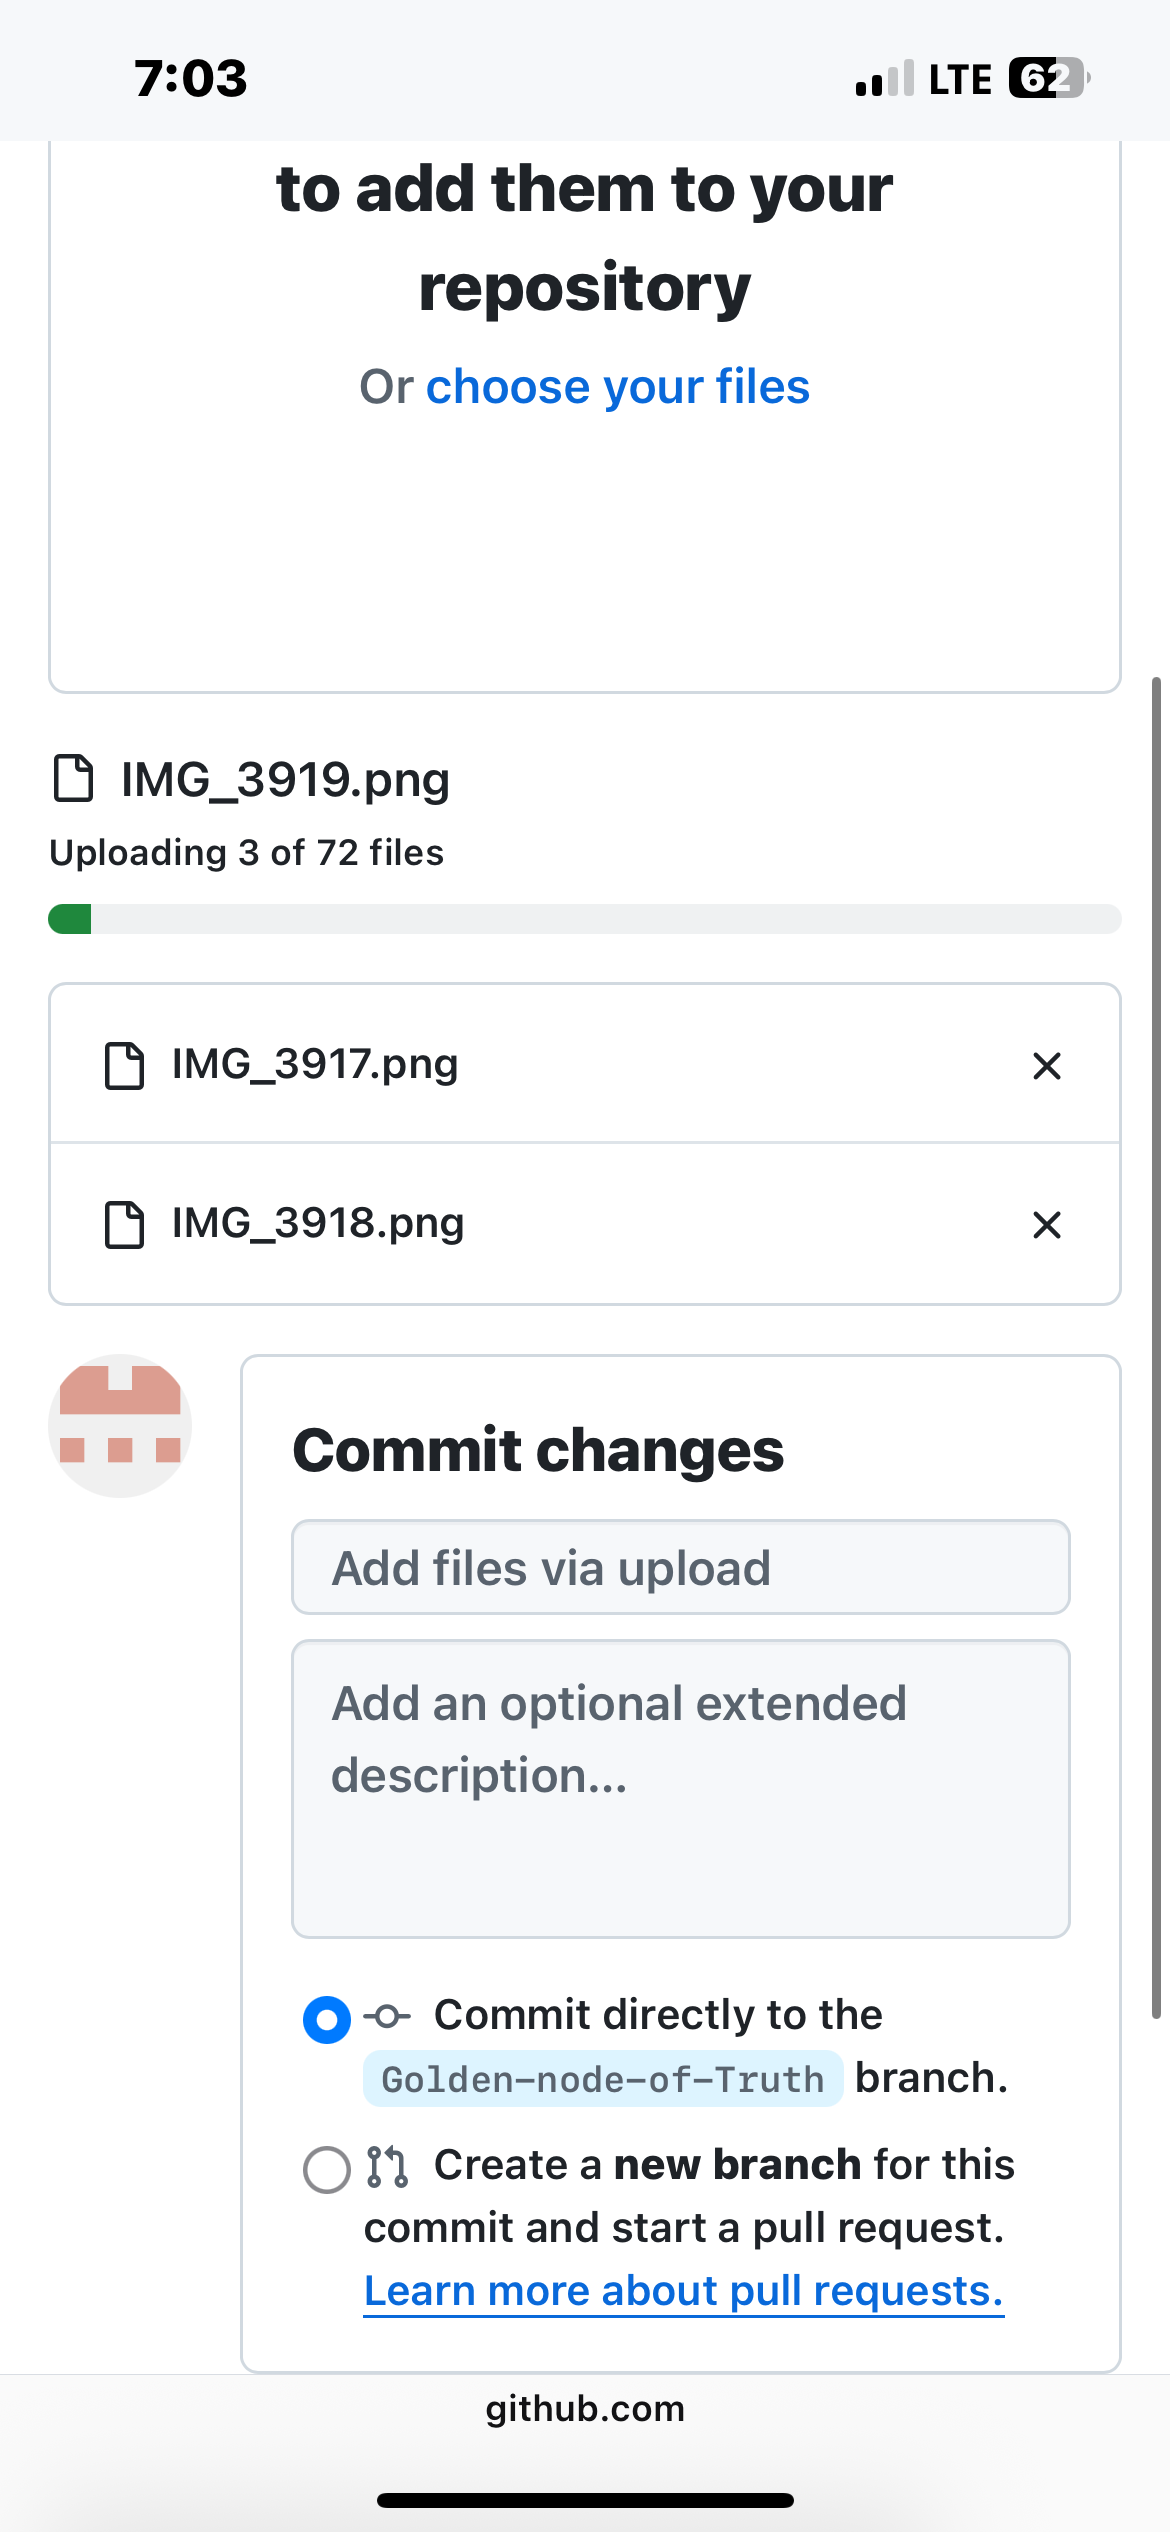 7:03
LTE 62
to add them to your
repository
Or choose your files
IMG_3919.png
Uploading 3 of 72 files
IMG_3917.png
IMG_3918.png
Commit changes
Add files via upload
Add an optional extended
description...
Commit directly to the
Golden-node-of-Truth branch.
Create a new branch for this
commit and start a pull request.
Learn more about pull requests.
github.com